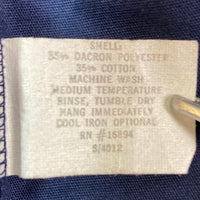 SHELL:
65% DACRON POLYESTER
35% COTTON
MACHINE WASH
MEDIUM TEMPERATURE
RINSE, TUMBLE DRY
HANG IMMEDIATELY
COOL IRON OPTIONAL
RN #16894
S/4012